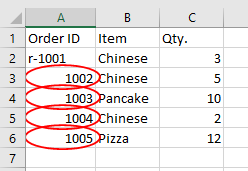 A B C
1 Order ID Item Qty.
2 r-1001 Chinese 3
3 1002 Chinese 5
4 1003 Pancake 10
5 1004 Chinese 2
6 1005 Pizza 12
7